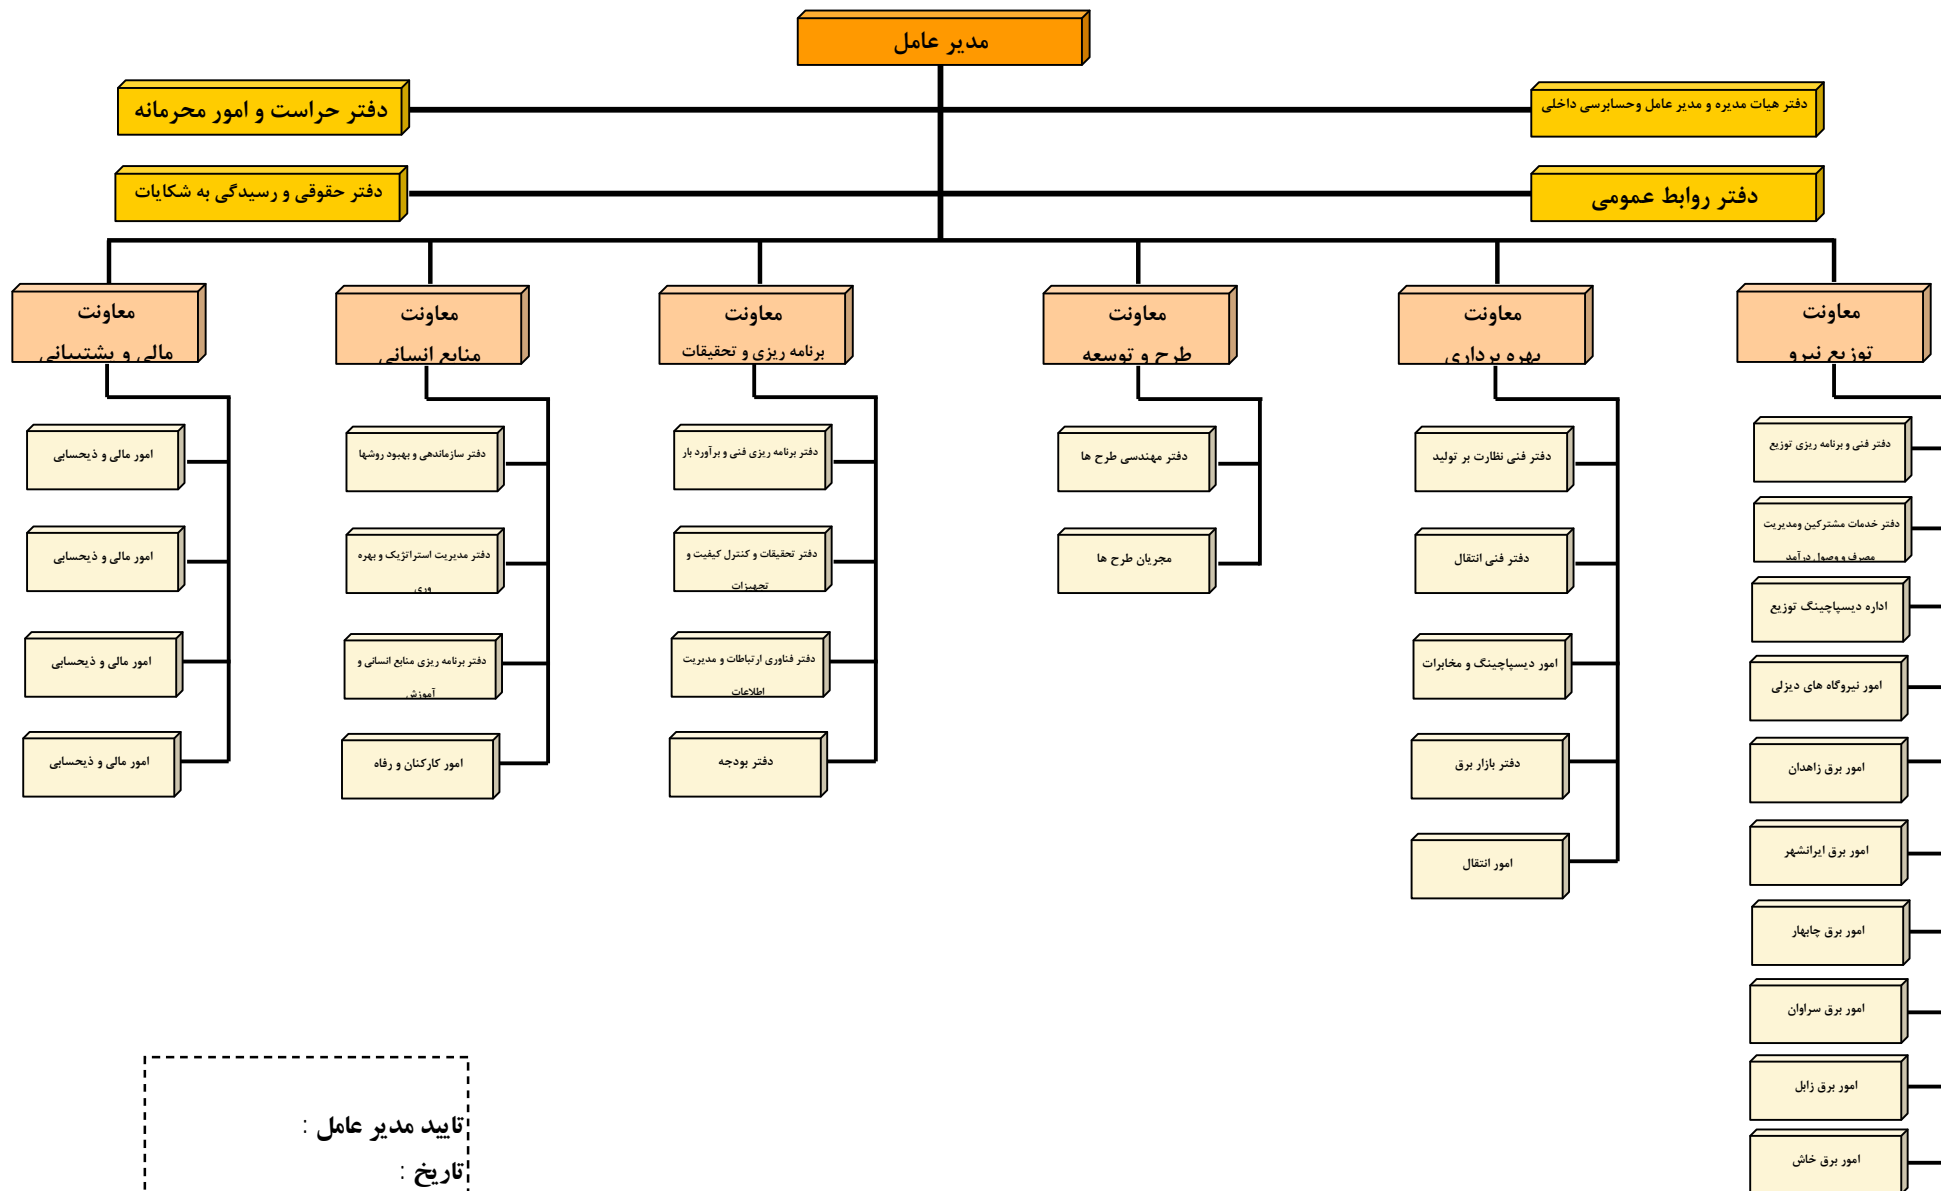 مدیر عامل
دفتر هیات مدیره و مدیر عامل وحسابرسی داخلی
دفتر حراست و امور محرمانه
دفتر روابط عمومی
دفتر حقوقی و رسیدگی به شکایات
معاونت
توزیع نیرو
معاونت
بهره برداری
معاونت
طرح و توسعه
معاونت
برنامه ریزی و تحقیقات
معاونت
منابع انسانی
معاونت
مالی و پشتیبانی
دفتر فنی و برنامه ریزی توزیع
دفتر خدمات مشترکین ومدیریت
مصرف و وصول درآمد
اداره دیسپاچینگ توزیع
امور نیروگاه های دیزلی
امور برق زاهدان
امور برق ایرانشهر
امور برق چابهار
امور برق سراوان
امور برق زابل
امور برق خاش
دفتر فنی نظارت بر تولید
دفتر فنی انتقال
امور دیسپاچینگ و مخابرات
دفتر بازار برق
امور انتقال
دفتر مهندسی طرح ها
مجریان طرح ها
دفتر برنامه ریزی فنی و برآورد بار
دفتر تحقیقات و کنترل کیفیت و
تجهیزات
دفتر فناوری ارتباطات و مدیریت
اطلاعات
دفتر بودجه
دفتر سازماندهی و بهبود روشها
دفتر مدیریت استراتژیک و بهره
وری
دفتر برنامه ریزی منابع انسانی و
آموزش
امور کارکنان و رفاه
امور مالی و ذیحسابی
امور مالی و ذیحسابی
امور مالی و ذیحسابی
امور مالی و ذیحسابی
تایید مدیر عامل :
تاریخ :